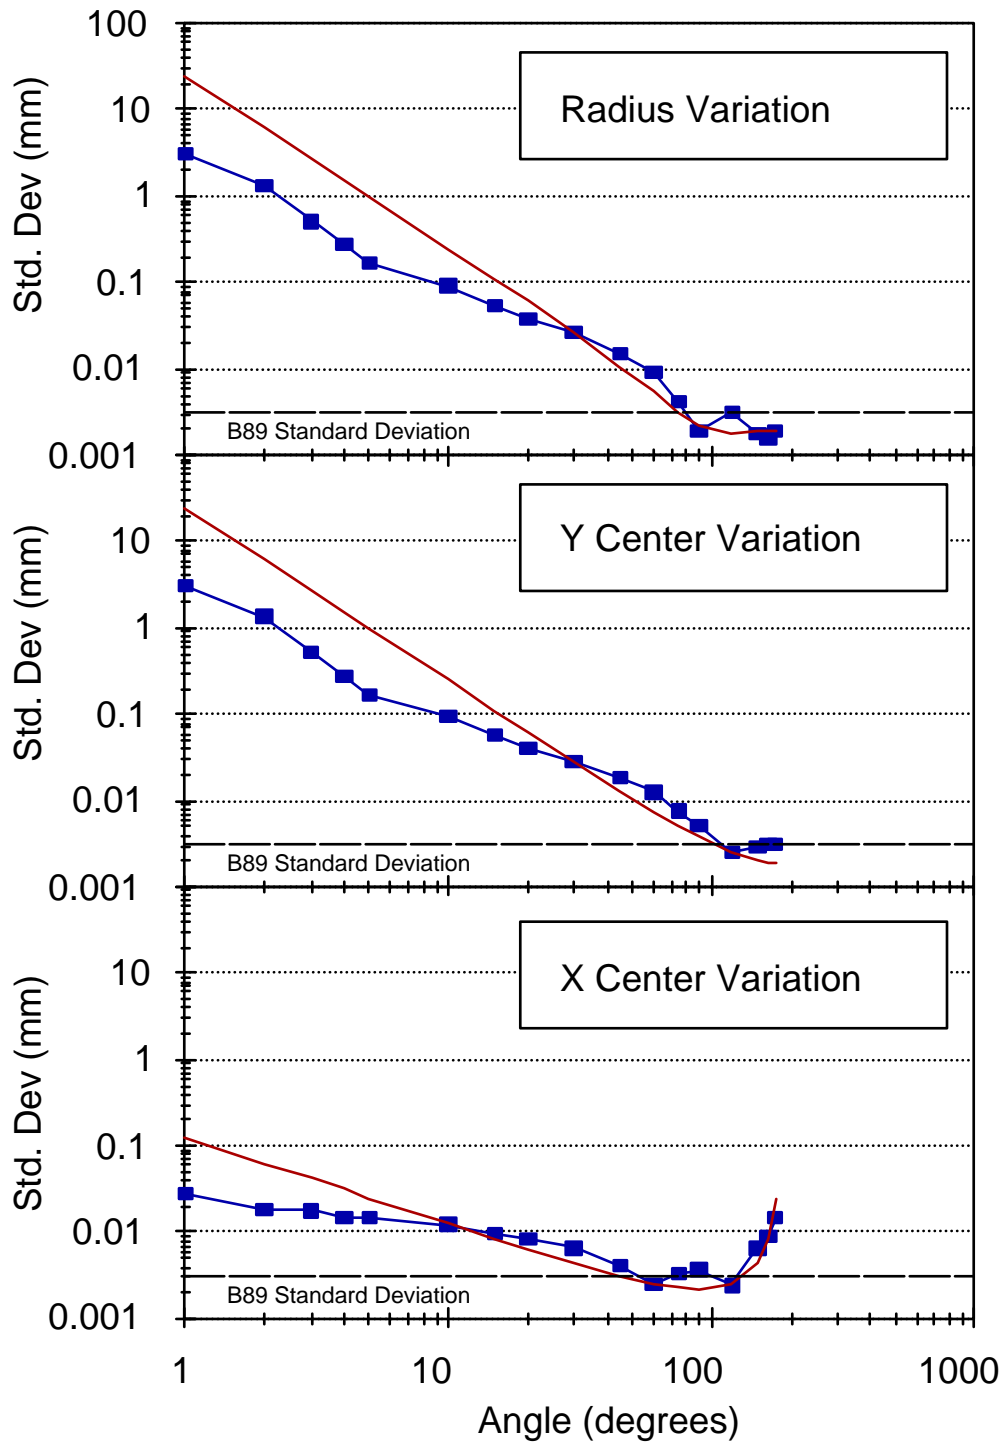 100
10
1
0.1
0.01
0.001
Std. Dev (mm)
Radius Variation
B89 Standard Deviation
10
1
0.1
0.01
0.001
Std. Dev (mm)
Y Center Variation
B89 Standard Deviation
10
1
0.1
0.01
0.001
Std. Dev (mm)
X Center Variation
B89 Standard Deviation
1 10 100 1000
Angle (degrees)